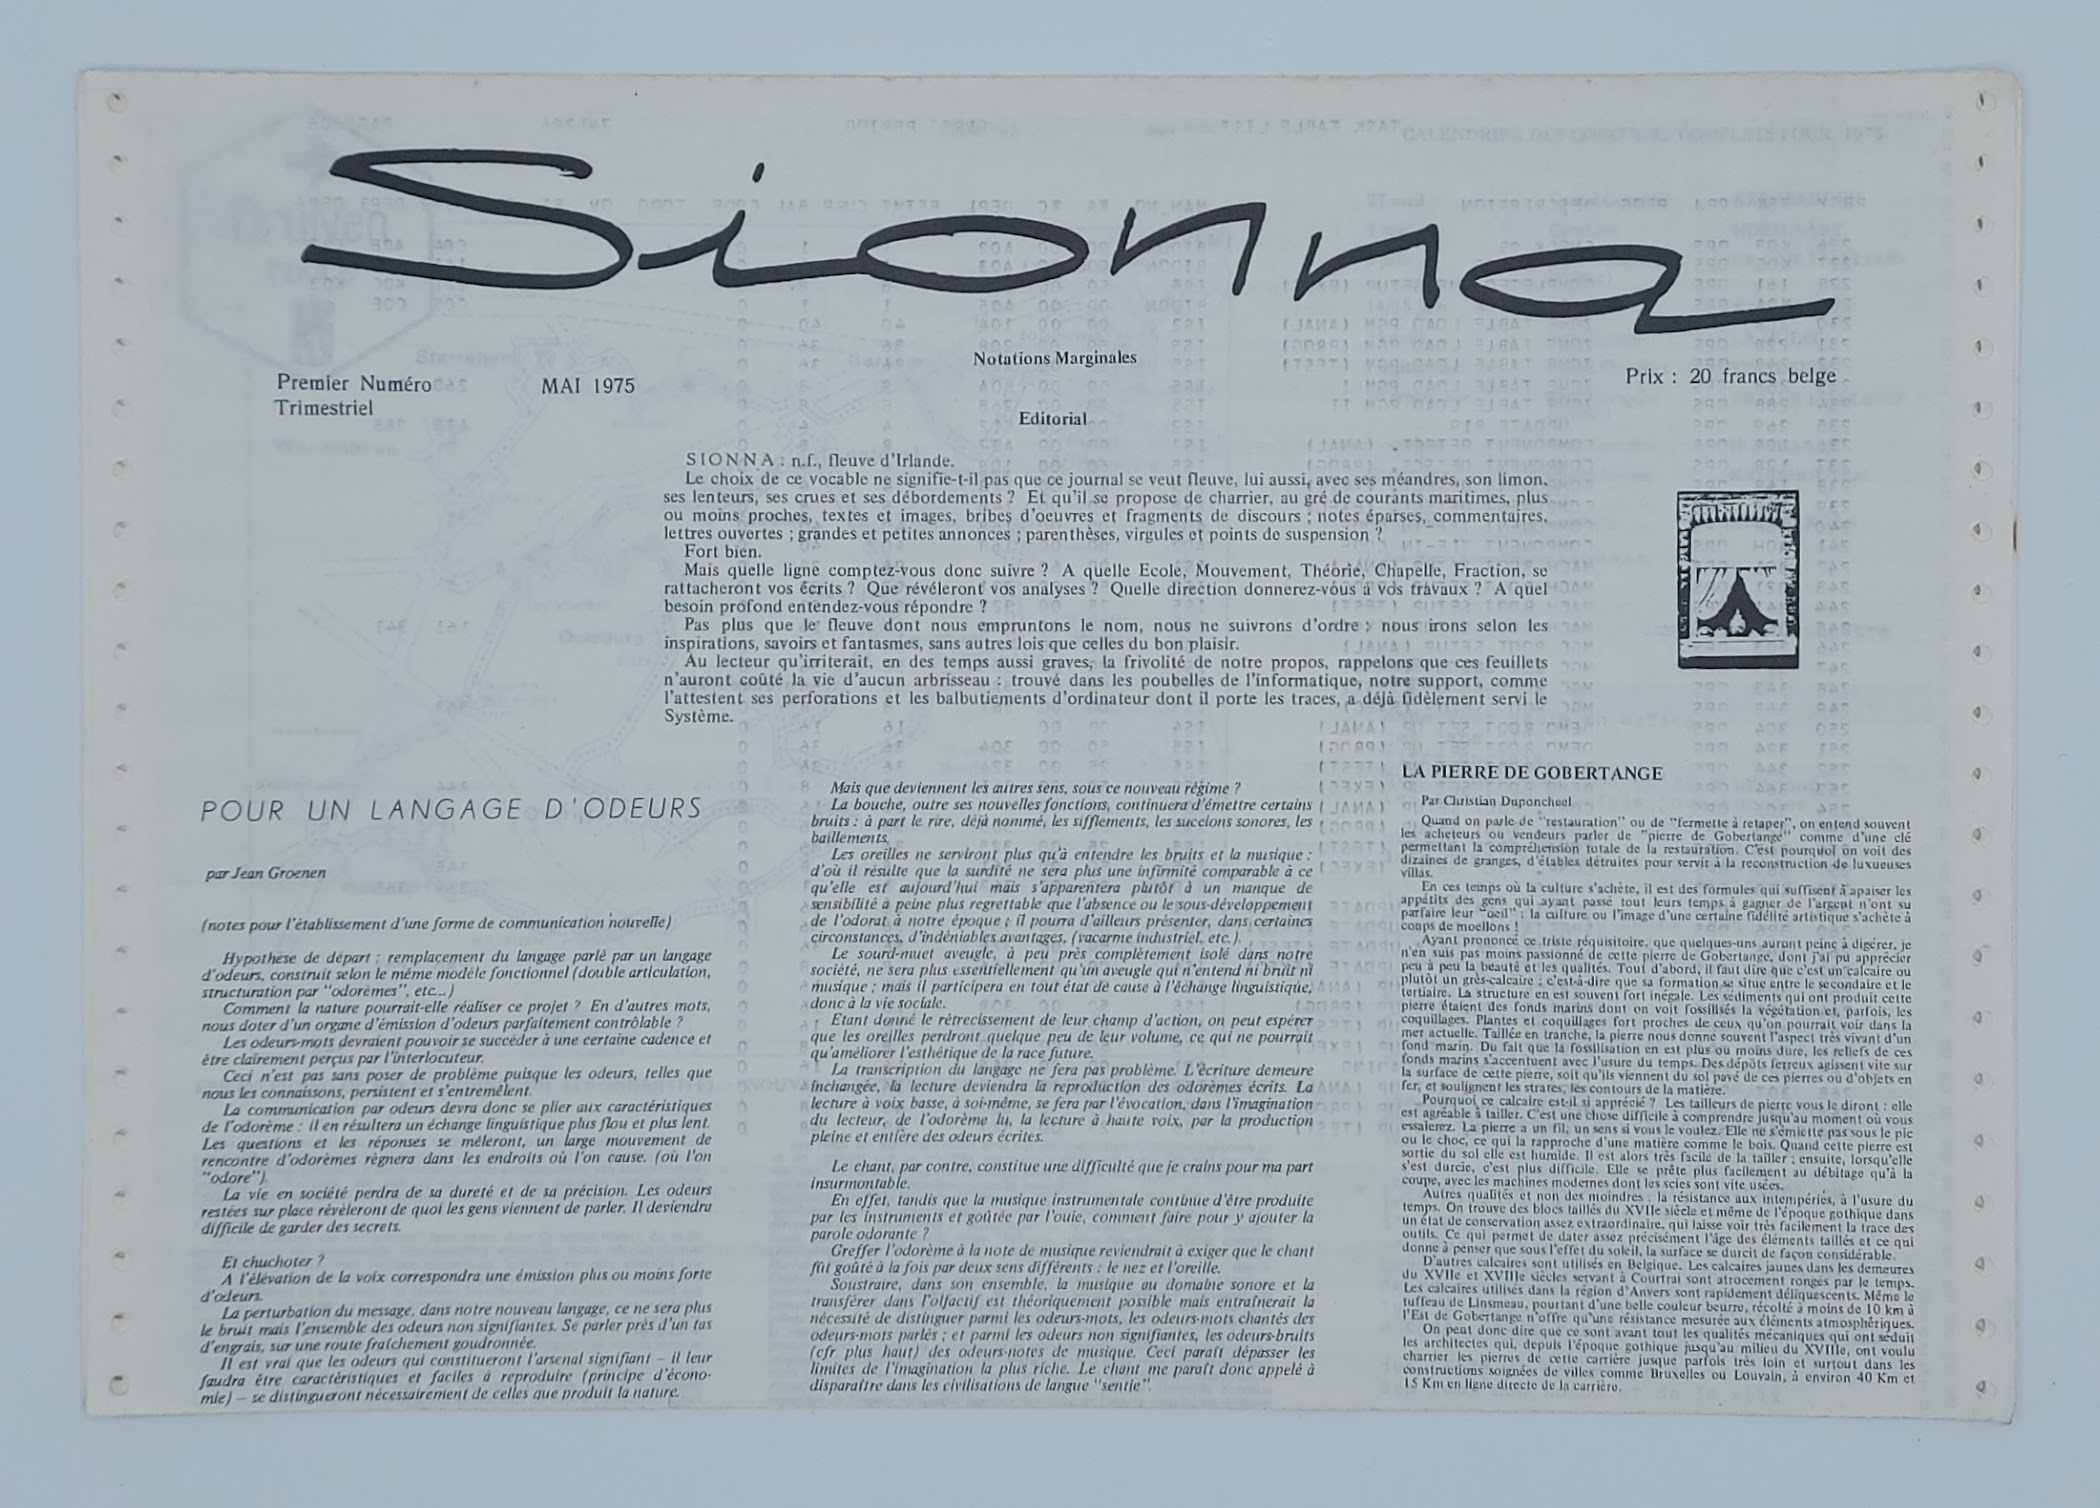 Sionna
Notations Marginales
Premier Numéro
Trimestriel
MAI 1975
Prix : 20 francs belge
Editorial
SIONNA : n.f., fleuve d'Irlande.
Le choix de ce vocable ne signifie-t-il pas que ce journal se veut fleuve, lui aussi, avec ses méandres, son limon,
ses lenteurs, ses crues et ses débordements ? Et qu'il se propose de charrier, au gré de courants maritimes, plus
ou moins proches, textes et images, bribes d'oeuvres et fragments de discours ; notes éparses, commentaires,
lettres ouvertes ; grandes et petites annonces ; parenthèses, virgules et points de suspension ?
Fort bien.
Mais quelle ligne comptez-vous donc suivre ? A quelle Ecole, Mouvement, Théorie, Chapelle, Fraction, se
rattacheront vos écrits ? Que révéleront vos analyses ? Quelle direction donnerez-vous à vos travaux ? A quel
besoin profond entendez-vous répondre ?
Pas plus que le fleuve dont nous empruntons le nom, nous ne suivrons d'ordre ; nous irons selon les
inspirations, savoirs et fantasmes, sans autres lois que celles du bon plaisir.
Au lecteur qu'irriterait, en des temps aussi graves, la frivolité de notre propos, rappelons que ces feuillets
n'auront coûté la vie d'aucun arbrisseau : trouvé dans les poubelles de l'informatique, notre support, comme
l'attestent ses perforations et les balbutiements d'ordinateur dont il porte les traces, a déjà fidèlement servi le
Système.
POUR UN LANGAGE D'ODEURS
par Jean Groenen
(notes pour l'établissement d'une forme de communication nouvelle)
Hypothèse de départ : remplacement du langage parlé par un langage
d'odeurs, construit selon le même modèle fonctionnel (double articulation,
structuration par "odorèmes", etc...)
Comment la nature pourrait-elle réaliser ce projet ? En d'autres mots,
nous doter d'un organe d'émission d'odeurs parfaitement contrôlable ?
Les odeurs-mots devraient pouvoir se succéder à une certaine cadence et
être clairement perçus par l'interlocuteur.
Ceci n'est pas sans poser de problème puisque les odeurs, telles que
nous les connaissons, persistent et s'entremêlent.
La communication par odeurs devra donc se plier aux caractéristiques
de l'odorème : il en résultera un échange linguistique plus flou et plus lent.
Les questions et les réponses se mêleront, un large mouvement de
rencontre d'odorèmes règnera dans les endroits où l'on cause. (où l'on
"odore").
La vie en société perdra de sa dureté et de sa précision. Les odeurs
restées sur place révèleront de quoi les gens viennent de parler. Il deviendra
difficile de garder des secrets.
Et chuchoter ?
A l'élévation de la voix correspondra une émission plus ou moins forte
d'odeurs.
La perturbation du message, dans notre nouveau langage, ce ne sera plus
le bruit mais l'ensemble des odeurs non signifiantes. Se parler près d'un tas
d'engrais, sur une route fraîchement goudronnée.
Il est vrai que les odeurs qui constitueront l'arsenal signifiant – il leur
faudra être caractéristiques et faciles à reproduire (principe d'écono-
mie) – se distingueront nécessairement de celles que produit la nature.
Mais que deviennent les autres sens, sous ce nouveau régime ?
La bouche, outre ses nouvelles fonctions, continuera d'émettre certains
bruits : à part le rire, déjà nommé, les sifflements, les succions sonores, les
baillements.
Les oreilles ne serviront plus qu'à entendre les bruits et la musique :
d'où il résulte que la surdité ne sera plus une infirmité comparable à ce
qu'elle est aujourd'hui mais s'apparentera plutôt à un manque de
sensibilité à peine plus regrettable que l'absence ou le sous-développement
de l'odorat à notre époque ; il pourra d'ailleurs présenter, dans certaines
circonstances, d'indéniables avantages, (vacarme industriel, etc.).
Le sourd-muet aveugle, à peu près complètement isolé dans notre
société, ne sera plus essentiellement qu'un aveugle qui n'entend ni bruit ni
musique ; mais il participera en tout état de cause à l'échange linguistique,
donc à la vie sociale.
Etant donné le rétrecissement de leur champ d'action, on peut espérer
que les oreilles perdront quelque peu de leur volume, ce qui ne pourrait
qu'améliorer l'esthétique de la race future.
La transcription du langage ne fera pas problème. L'écriture demeure
inchangée, la lecture deviendra la reproduction des odorèmes écrits. La
lecture à voix basse, à soi-même, se fera par l'évocation, dans l'imagination
du lecteur, de l'odorème lu, la lecture à haute voix, par la production
pleine et entière des odeurs écrites.
Le chant, par contre, constitue une difficulté que je crains pour ma part
insurmontable.
En effet, tandis que la musique instrumentale continue d'être produite
par les instruments et goûtée par l'ouïe, comment faire pour y ajouter la
parole odorante ?
Greffer l'odorème à la note de musique reviendrait à exiger que le chant
fût goûté à la fois par deux sens différents : le nez et l'oreille.
Soustraire, dans son ensemble, la musique au domaine sonore et la
transférer dans l'olfactif est théoriquement possible mais entraînerait la
nécessité de distinguer parmi les odeurs-mots, les odeurs-mots chantés des
odeurs-mots parlés ; et parmi les odeurs non signifiantes, les odeurs-bruits
(cfr plus haut) des odeurs-notes de musique. Ceci paraît dépasser les
limites de l'imagination la plus riche. Le chant me paraît donc appelé à
disparaître dans les civilisations de langue "sentie".
LA PIERRE DE GOBERTANGE
Par Christian Duponcheel
Quand on parle de "restauration" ou de "fermette à retaper", on entend souvent
les acheteurs ou vendeurs parler de "pierre de Gobertange" comme d'une clé
permettant la compréhension totale de la restauration. C'est pourquoi on voit des
dizaines de granges, d'étables détruites pour servir à la reconstruction de luxueuses
villas.
En ces temps où la culture s'achète, il est des formules qui suffisent à apaiser les
appétits des gens qui ayant passé tout leurs temps à gagner de l'argent n'ont su
parfaire leur "oeil" : la culture ou l'image d'une certaine fidélité artistique s'achète à
coups de moellons !
Ayant prononcé ce triste réquisitoire, que quelques-uns auront peine à digérer, je
n'en suis pas moins passionné de cette pierre de Gobertange, dont j'ai pu apprécier
peu à peu la beauté et les qualités. Tout d'abord, il faut dire que c'est un calcaire ou
plutôt un grès-calcaire ; c'est-à-dire que sa formation se situe entre le secondaire et le
tertiaire. La structure en est souvent fort inégale. Les sédiments qui ont produit cette
pierre étaient des fonds marins dont on voit fossilisés la végétation et, parfois, les
coquillages. Plantes et coquillages fort proches de ceux qu'on pourrait voir dans la
mer actuelle. Taillée en tranche, la pierre nous donne souvent l'aspect très vivant d'un
fond marin. Du fait que la fossilisation en est plus ou moins dure, les reliefs de ces
fonds marins s'accentuent avec l'usure du temps. Des dépôts ferreux agissent vite sur
la surface de cette pierre, soit qu'ils viennent du sol pavé de ces pierres ou d'objets en
fer, et soulignent les strates, les contours de la matière.
Pourquoi ce calcaire est-il si apprécié ? Les tailleurs de pierre vous le diront : elle
est agréable à tailler. C'est une chose difficile à comprendre jusqu'au moment où vous
essaierez. La pierre a un fil, un sens si vous le voulez. Elle ne s'émiette pas sous le pic
ou le choc, ce qui la rapproche d'une matière comme le bois. Quand cette pierre est
sortie du sol elle est humide. Il est alors très facile de la tailler ; ensuite, lorsqu'elle
s'est durcie, c'est plus difficile. Elle se prête plus facilement au débitage qu'à la
coupe, avec les machines modernes dont les scies sont vite usées.
Autres qualités et non des moindres : la résistance aux intempéries, à l'usure du
temps. On trouve des blocs taillés du XVIIe siècle et même de l'époque gothique dans
un état de conservation assez extraordinaire, qui laisse voir très facilement la trace des
outils. Ce qui permet de dater assez précisément l'âge des éléments taillés et ce qui
donne à penser que sous l'effet du soleil, la surface se durcit de façon considérable.
D'autres calcaires sont utilisés en Belgique. Les calcaires jaunes dans les demeures
du XVIIe et XVIIIe siècles servant à Courtrai sont atrocement rongés par le temps.
Les calcaires utilisés dans la région d'Anvers sont rapidement déliquescents. Même le
tuffeau de Linsmeau, pourtant d'une belle couleur beurre, récolté à moins de 10 km à
l'Est de Gobertange n'offre qu'une résistance mesurée aux éléments atmosphériques.
On peut donc dire que ce sont avant tout les qualités mécaniques qui ont séduit
les architectes qui, depuis l'époque gothique jusqu'au milieu du XVIIIe, ont voulu
charrier les pierres de cette carrière jusque parfois très loin et surtout dans les
constructions soignées de villes comme Bruxelles ou Louvain, à environ 40 Km et
15 Km en ligne directe de la carrière.